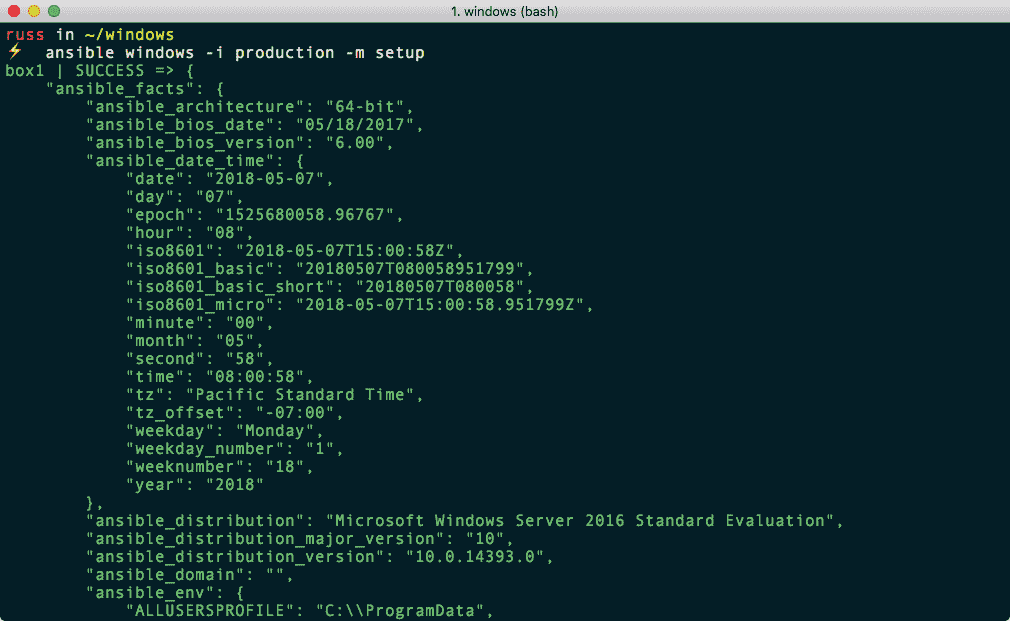 1. windows (bash)
russ in ~/windows
⚡ ansible windows -i production -m setup
box1 | SUCCESS => {
    "ansible_facts": {
        "ansible_architecture": "64-bit",
        "ansible_bios_date": "05/18/2017",
        "ansible_bios_version": "6.00",
        "ansible_date_time": {
            "date": "2018-05-07",
            "day": "07",
            "epoch": "1525680058.96767",
            "hour": "08",
            "iso8601": "2018-05-07T15:00:58Z",
            "iso8601_basic": "20180507T080058951799",
            "iso8601_basic_short": "20180507T080058",
            "iso8601_micro": "2018-05-07T15:00:58.951799Z",
            "minute": "00",
            "month": "05",
            "second": "58",
            "time": "08:00:58",
            "tz": "Pacific Standard Time",
            "tz_offset": "-07:00",
            "weekday": "Monday",
            "weekday_number": "1",
            "weeknumber": "18",
            "year": "2018"
        },
        "ansible_distribution": "Microsoft Windows Server 2016 Standard Evaluation",
        "ansible_distribution_major_version": "10",
        "ansible_distribution_version": "10.0.14393.0",
        "ansible_domain": "",
        "ansible_env": {
            "ALLUSERSPROFILE": "C:\\ProgramData",